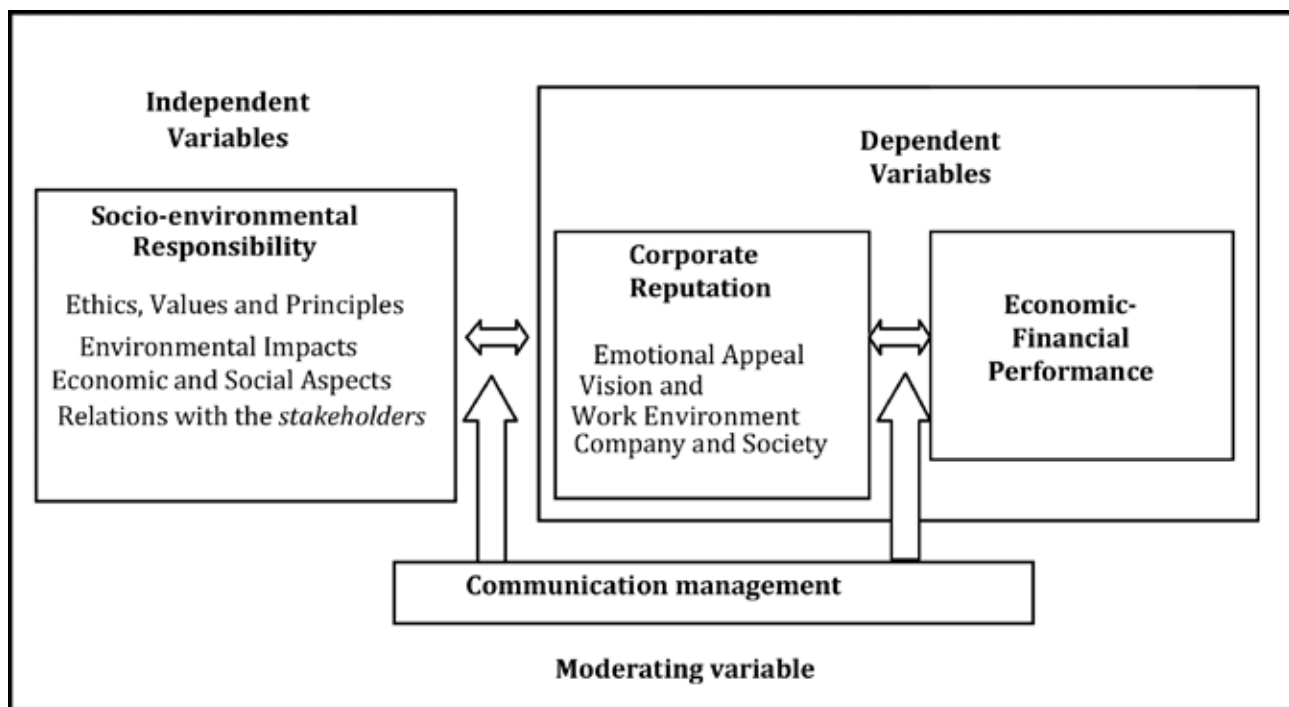 Independent
Variables
Socio-environmental
Responsibility
Ethics, Values and Principles
Environmental Impacts
Economic and Social Aspects
Relations with the stakeholders
Dependent
Variables
Corporate
Reputation
Emotional Appeal
Vision and
Work Environment
Company and Society
Economic-
Financial
Performance
Communication management
Moderating variable